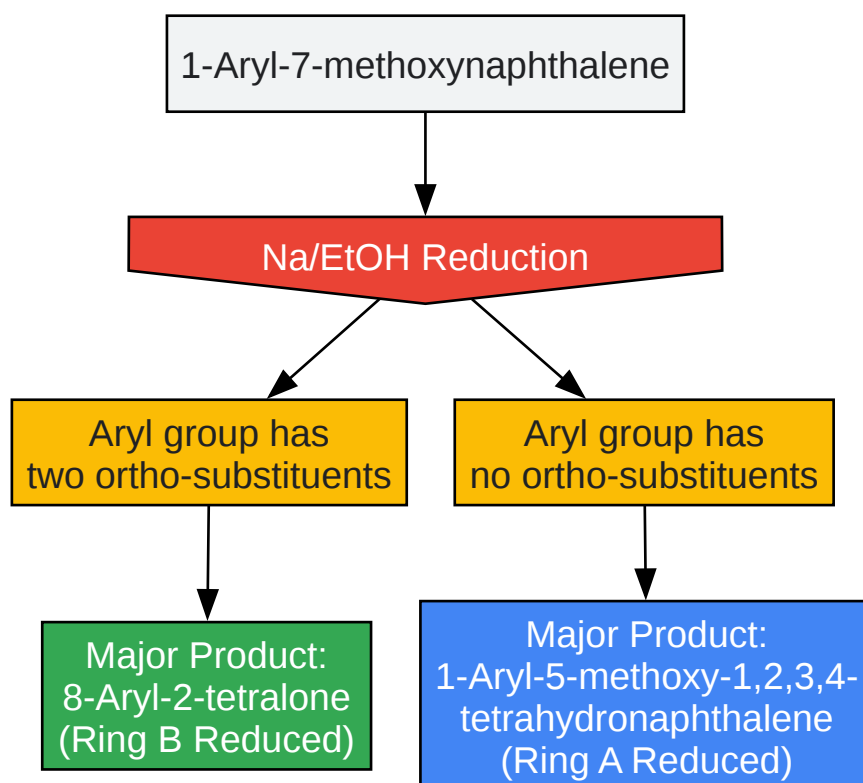 1-Aryl-7-methoxynaphthalene
Na/EtOH Reduction
Aryl group has
two ortho-substituents
Aryl group has
no ortho-substituents
Major Product:
8-Aryl-2-tetralone
(Ring B Reduced)
Major Product:
1-Aryl-5-methoxy-1,2,3,4-
tetrahydronaphthalene
(Ring A Reduced)